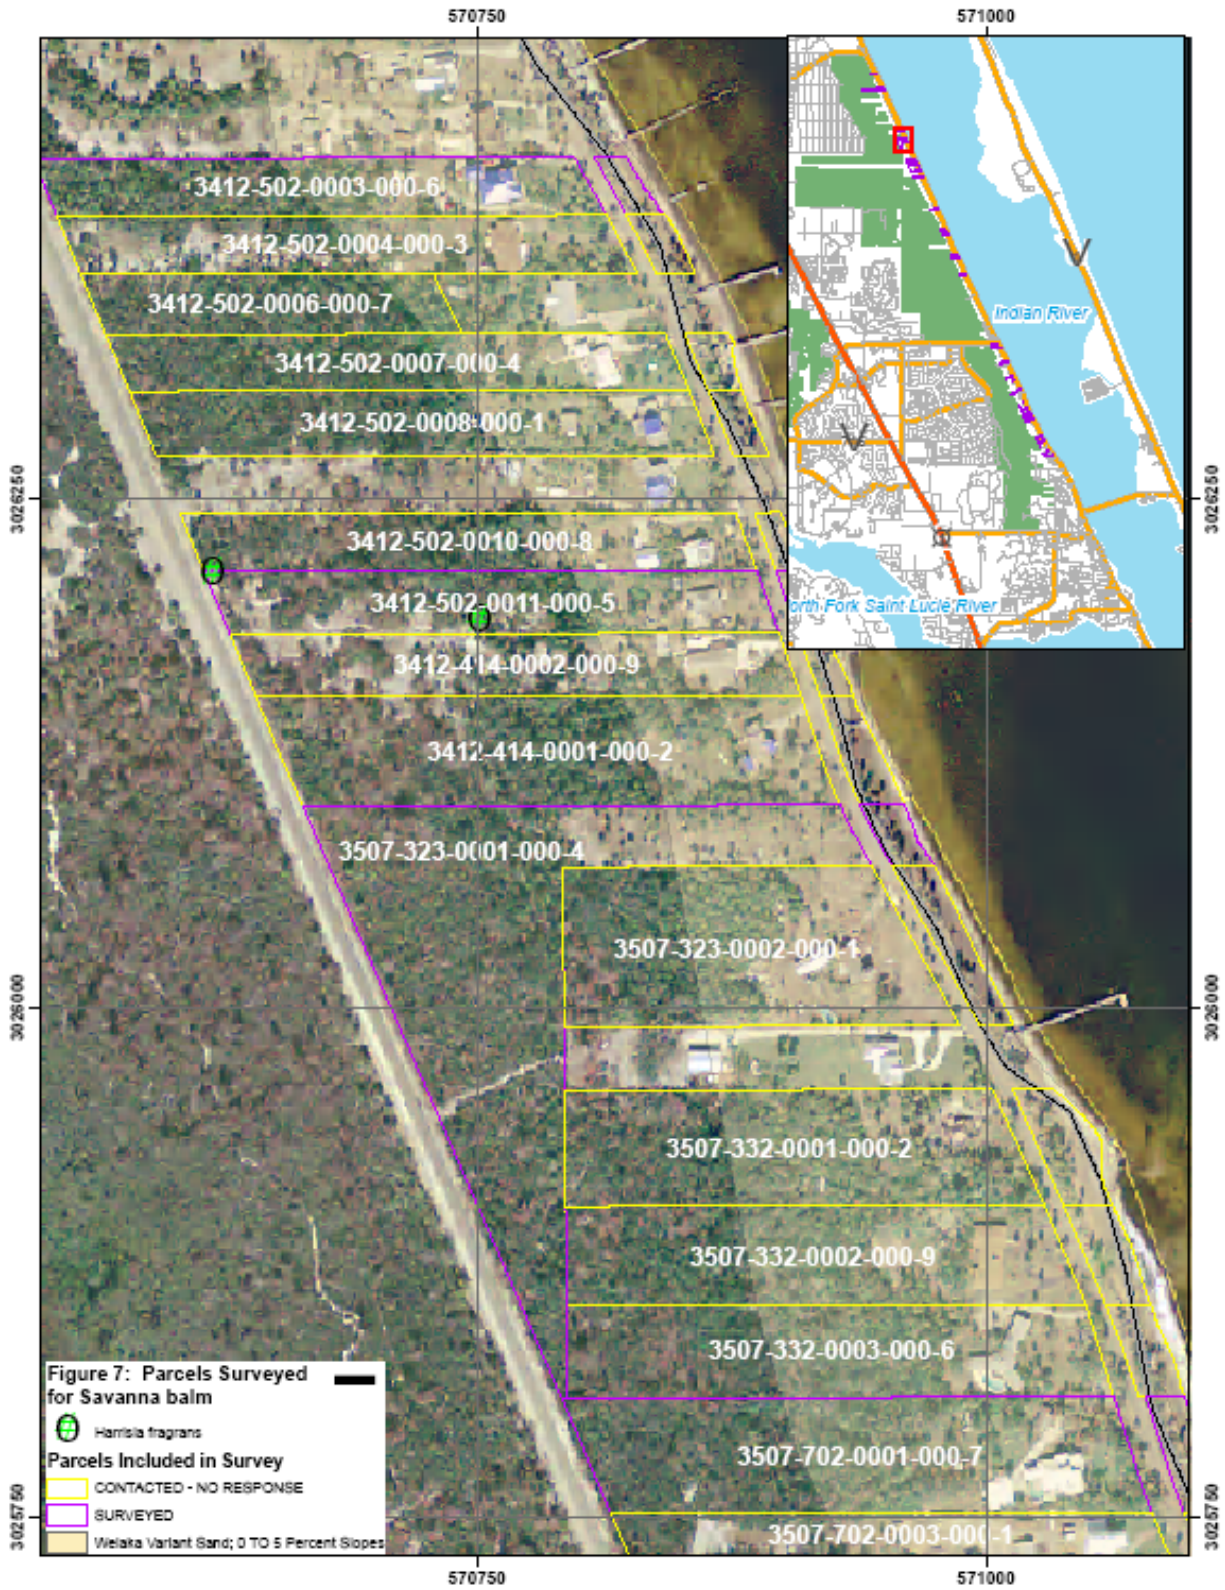 570750
571000
3412-502-0003-000-6
3412-502-0004-000-3
3412-502-0006-000-7
Indian River
3412-502-0007-000-4
3412-502-0008-000-1
3026250
3026250
3412-502-0010-000-8
3412-502-0011-000-5
orth Fork Saint Lucie River
3412-414-0002-000-9
3412-414-0001-000-2
3507-323-0001-000-4
3507-323-0002-000-1
3026000
3026000
3507-332-0001-000-2
3507-332-0002-000-9
3507-332-0003-000-6
Figure 7: Parcels Surveyed
for Savanna balm
Harrisia fragrans
Parcels Included in Survey
CONTACTED - NO RESPONSE
SURVEYED
Welaka Variant Sand; 0 TO 5 Percent Slopes
3507-702-0001-000-7
3507-702-0003-000-1
3025750
3025750
570750
571000